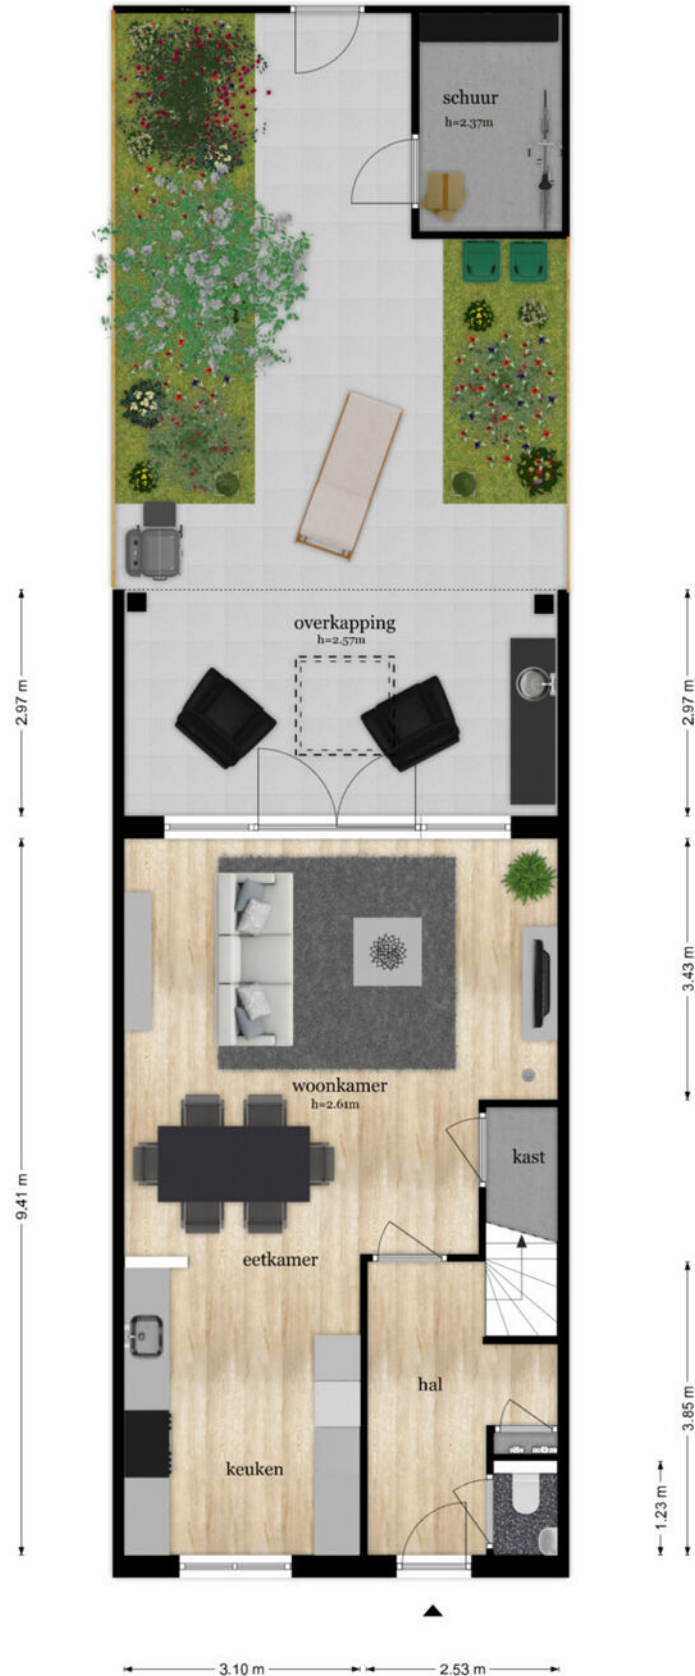 schuur
h=2.37m
overkapping
h=2.57m
2.97 m
2.97 m
woonkamer
h=2.61m
3.43 m
9.41 m
kast
eetkamer
hal
keuken
3.85 m
1.23 m
3.10 m
2.53 m